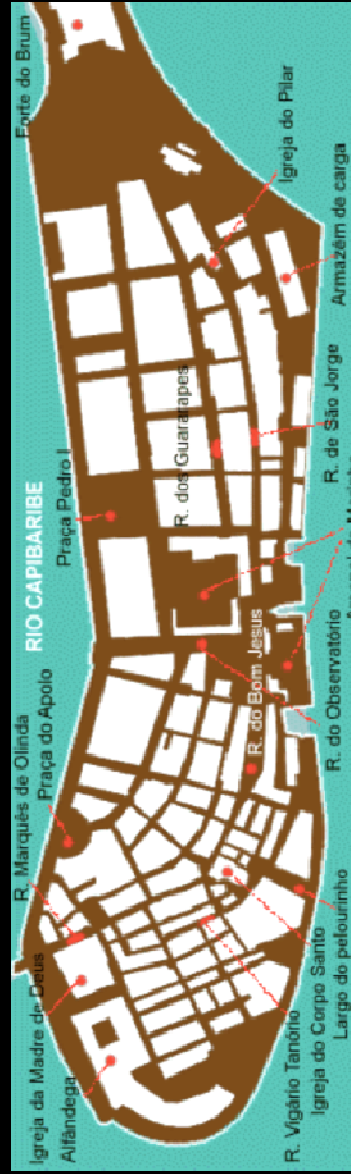 Forte do Brum
Igreja do Pilar
Armazém de carga
R. de São Jorge
R. dos Guararapes
Praça Pedro I
RIO CAPIBARIBE
R. do Observatório
R. do Bom Jesus
Praça do Apolo
R. Marquês de Olinda
Igreja da Madre de Deus
Alfândega
R. Vigário Tanório
Igreja do Corpo Santo
Largo do pelourinho